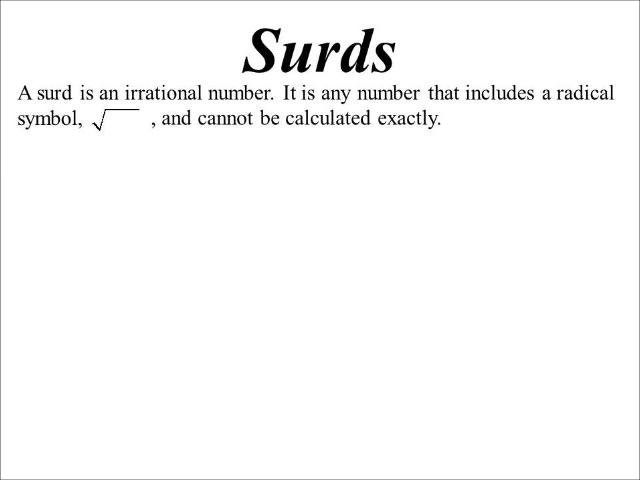 Surds
A surd is an irrational number. It is any number that includes a radical
symbol, √ , and cannot be calculated exactly.